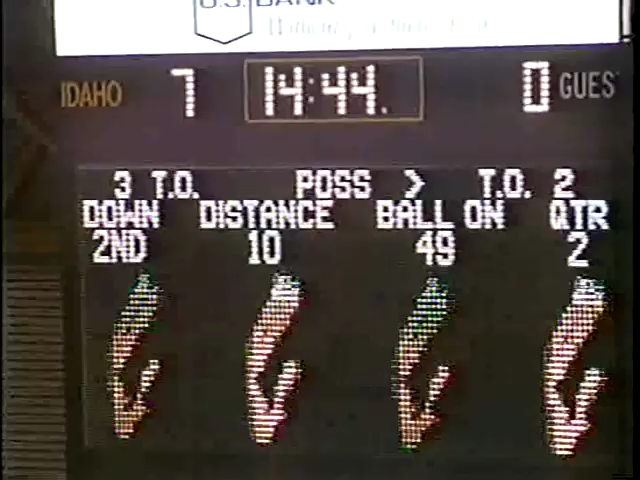 U.S. BANK
IDAHO 7 14:44. 0 GUES
3 T.O. POSS > T.O. 2
DOWN DISTANCE BALL ON QTR
2ND 10 49 2